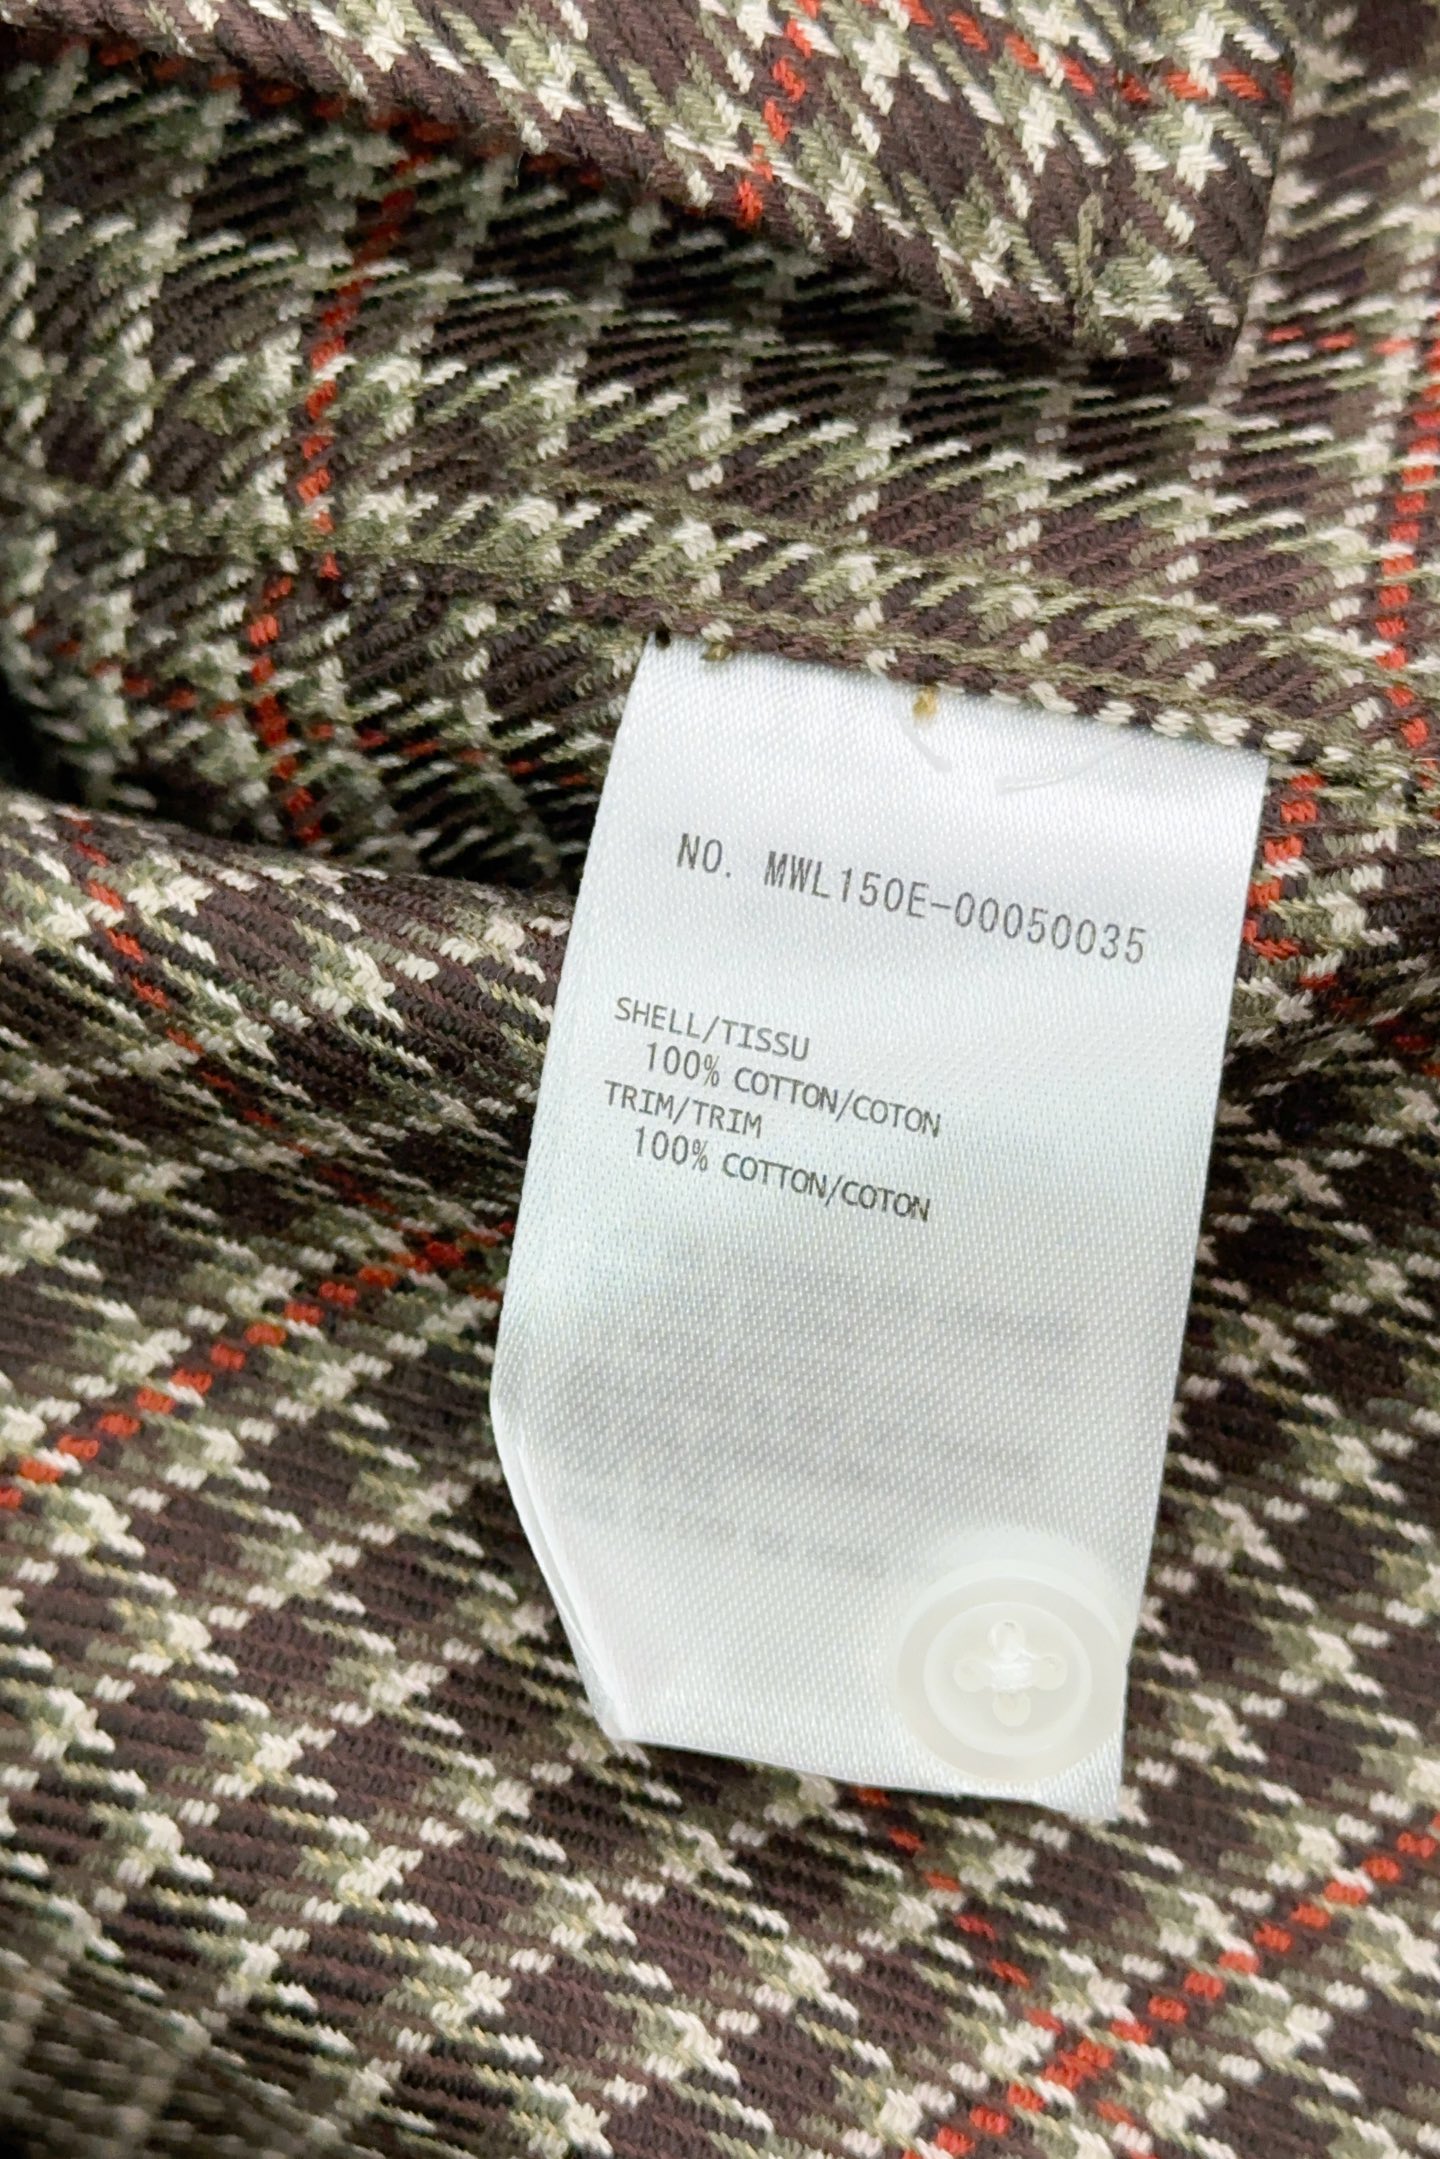 NO. MWL150E-00050035
SHELL/TISSU
100% COTTON/COTON
TRIM/TRIM
100% COTTON/COTON